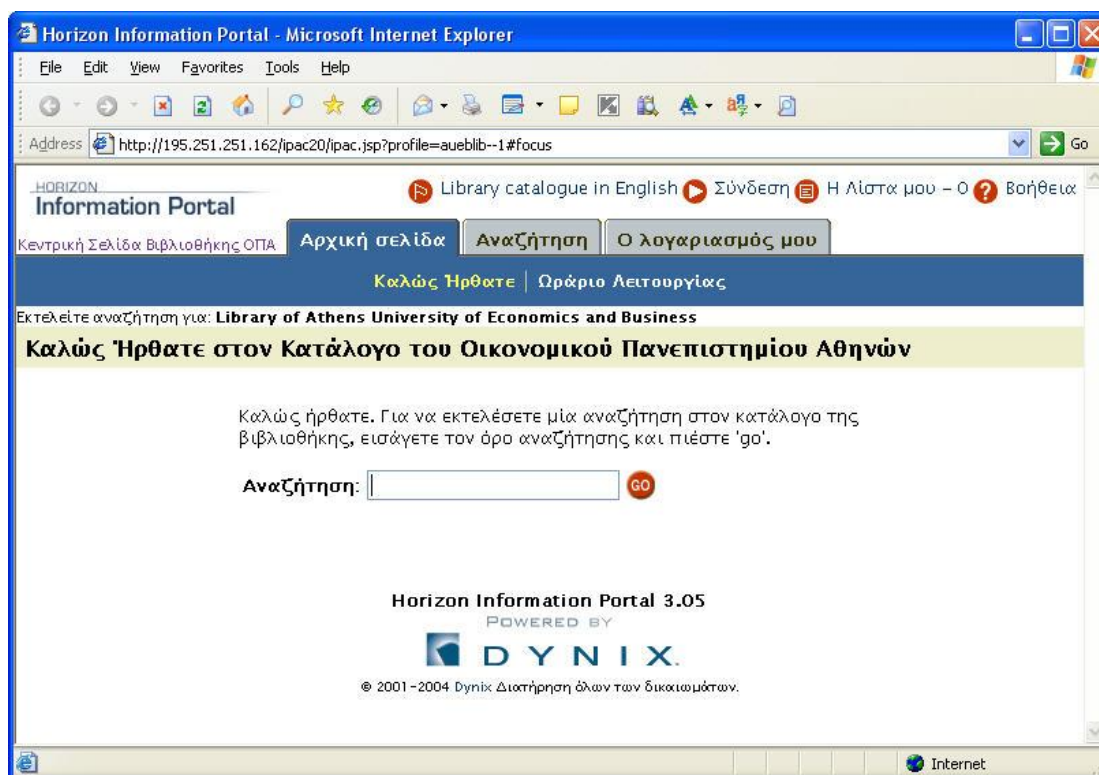 Horizon Information Portal - Microsoft Internet Explorer
File Edit View Favorites Tools Help
Address http://195.251.251.162/ipac20/ipac.jsp?profile=aueblib--1#focus Go
HORIZON
Information Portal
Library catalogue in English Σύνδεση Η Λίστα μου - 0 ? Βοήθεια
Κεντρική Σελίδα Βιβλιοθήκης ΟΠΑ Αρχική σελίδα Αναζήτηση Ο λογαριασμός μου
Καλώς Ήρθατε | Ωράριο Λειτουργίας
Εκτελείτε αναζήτηση για: Library of Athens University of Economics and Business
Καλώς Ήρθατε στον Κατάλογο του Οικονομικού Πανεπιστημίου Αθηνών
Καλώς ήρθατε. Για να εκτελέσετε μία αναζήτηση στον κατάλογο της
βιβλιοθήκης, εισάγετε τον όρο αναζήτησης και πιέστε 'go'.
Αναζήτηση: GO
Horizon Information Portal 3.05
POWERED BY
DYNIX.
© 2001-2004 Dynix Διατήρηση όλων των δικαιωμάτων.
Internet